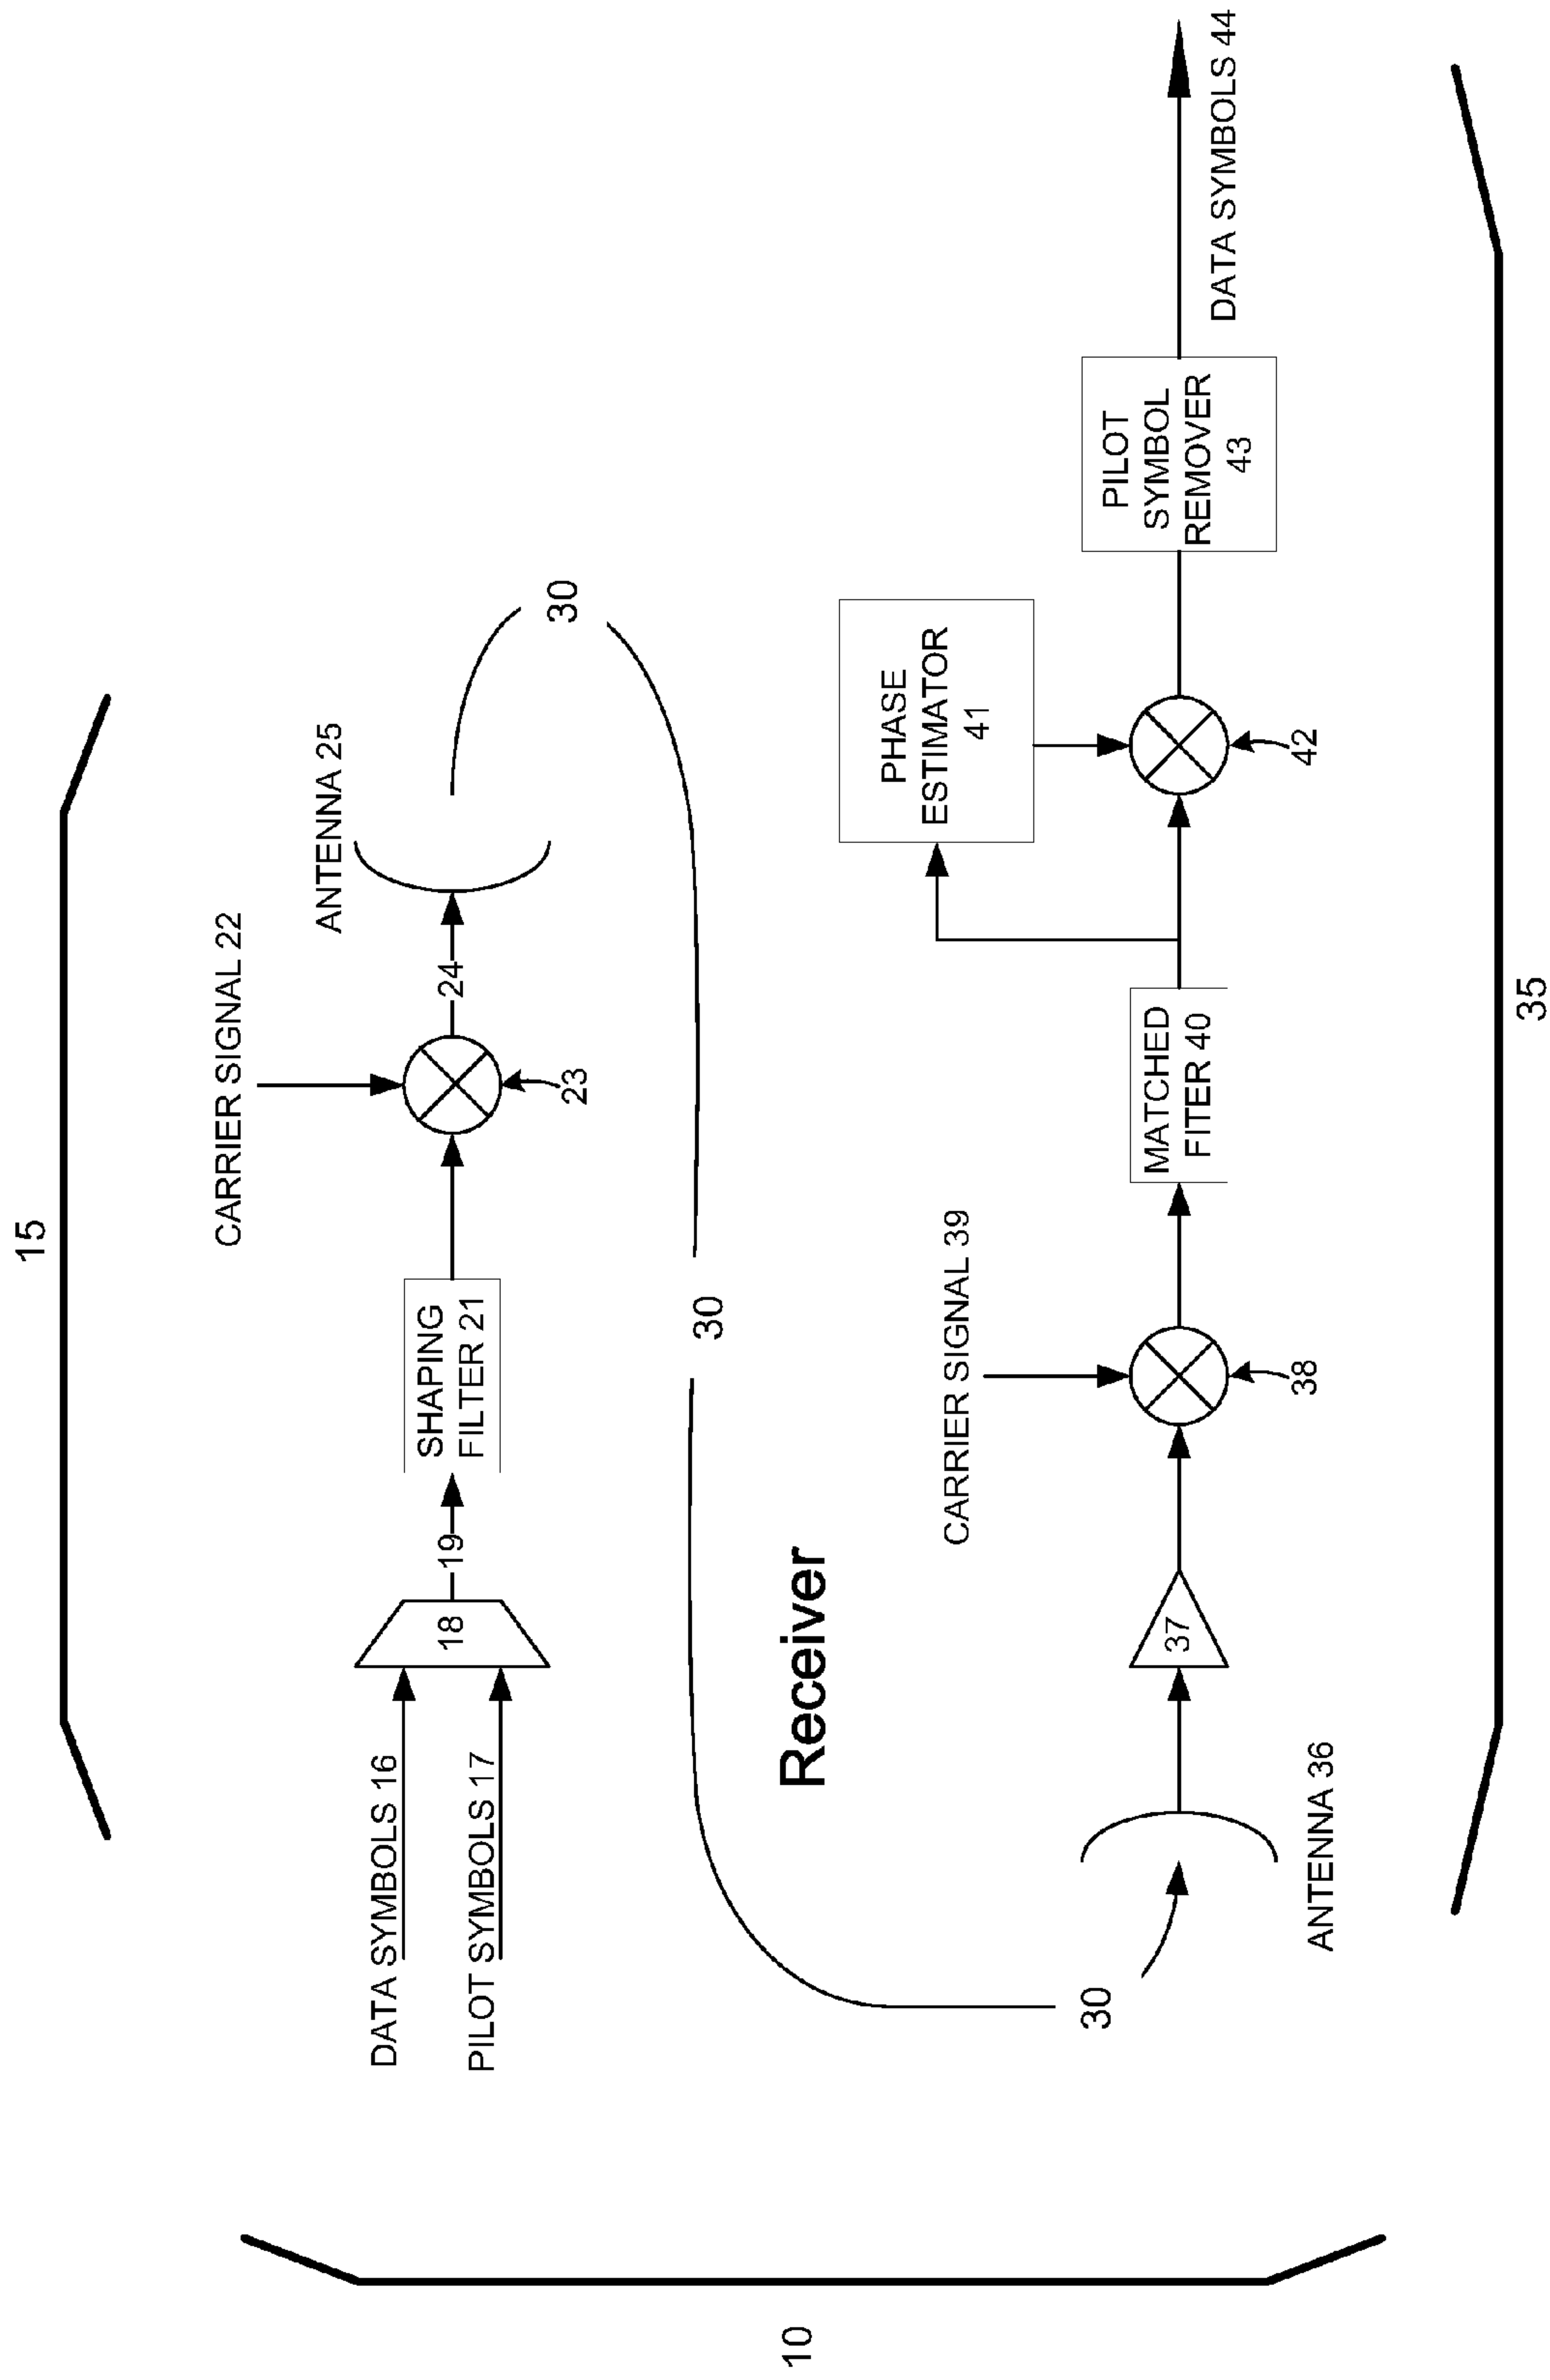 15
CARRIER SIGNAL 22
ANTENNA 25
DATA SYMBOLS 16
PILOT SYMBOLS 17
18
19
SHAPING
FILTER 21
23
24
30
30
10
Receiver
CARRIER SIGNAL 39
PHASE
ESTIMATOR
41
30
37
38
MATCHED
FITER 40
42
PILOT
SYMBOL
REMOVER
43
DATA SYMBOLS 44
ANTENNA 36
35